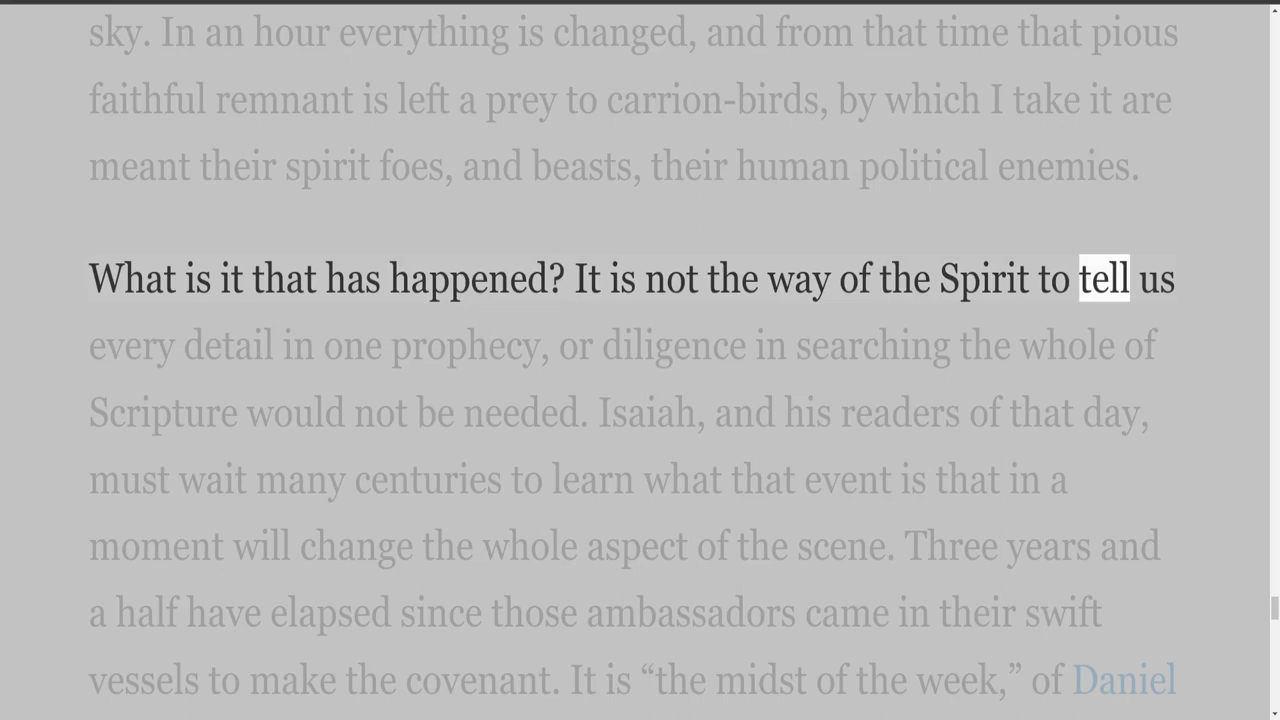 sky. In an hour everything is changed, and from that time that pious
faithful remnant is left a prey to carrion-birds, by which I take it are
meant their spirit foes, and beasts, their human political enemies.
What is it that has happened? It is not the way of the Spirit to tell us
every detail in one prophecy, or diligence in searching the whole of
Scripture would not be needed. Isaiah, and his readers of that day,
must wait many centuries to learn what that event is that in a
moment will change the whole aspect of the scene. Three years and
a half have elapsed since those ambassadors came in their swift
vessels to make the covenant. It is “the midst of the week,” of Daniel